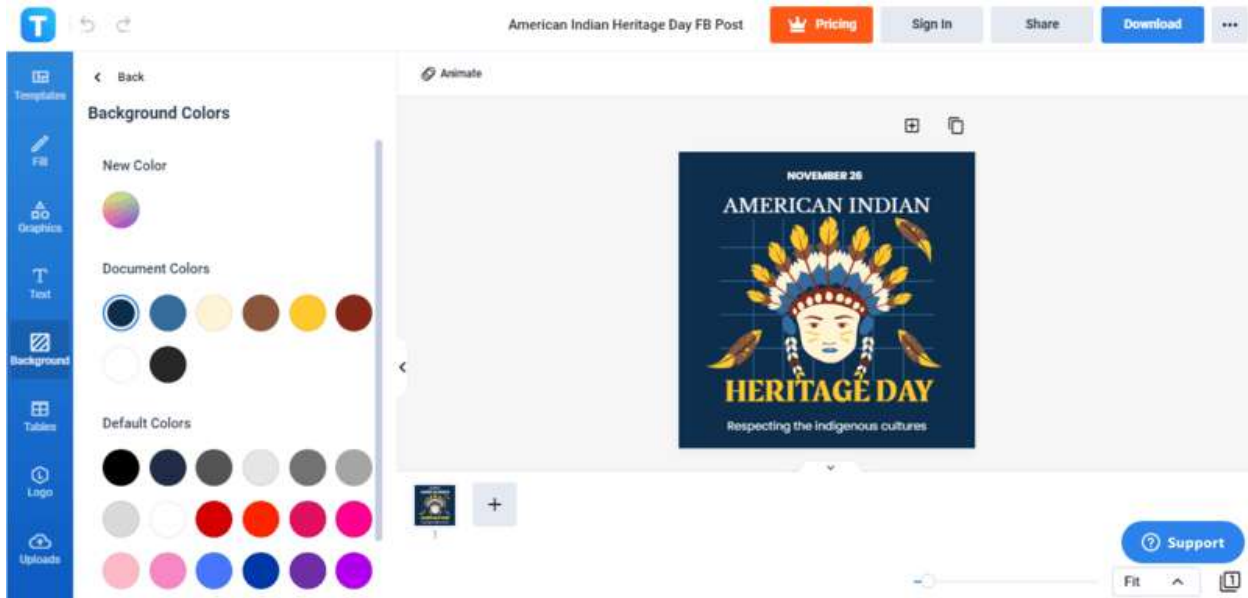 T
American Indian Heritage Day FB Post
Pricing
Sign In
Share
Download
Templates
Fill
Graphics
T
Text
Background
Tables
Logo
Uploads
Back
Background Colors
New Color
Document Colors
Default Colors
Animate
NOVEMBER 26
AMERICAN INDIAN
HERITAGE DAY
Respecting the indigenous cultures
1
Support
Fit
1